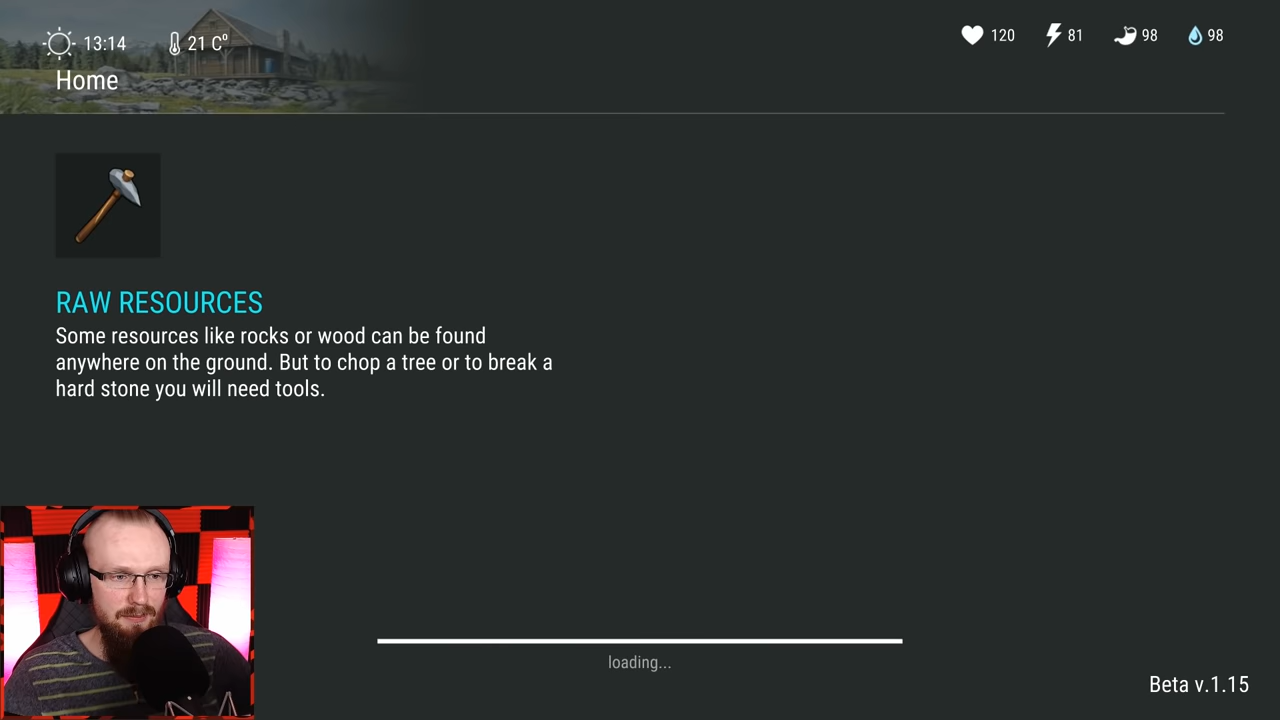 13:14
21 C°
120
81
98
98
Home
RAW RESOURCES
Some resources like rocks or wood can be found
anywhere on the ground. But to chop a tree or to break a
hard stone you will need tools.
loading...
Beta v.1.15